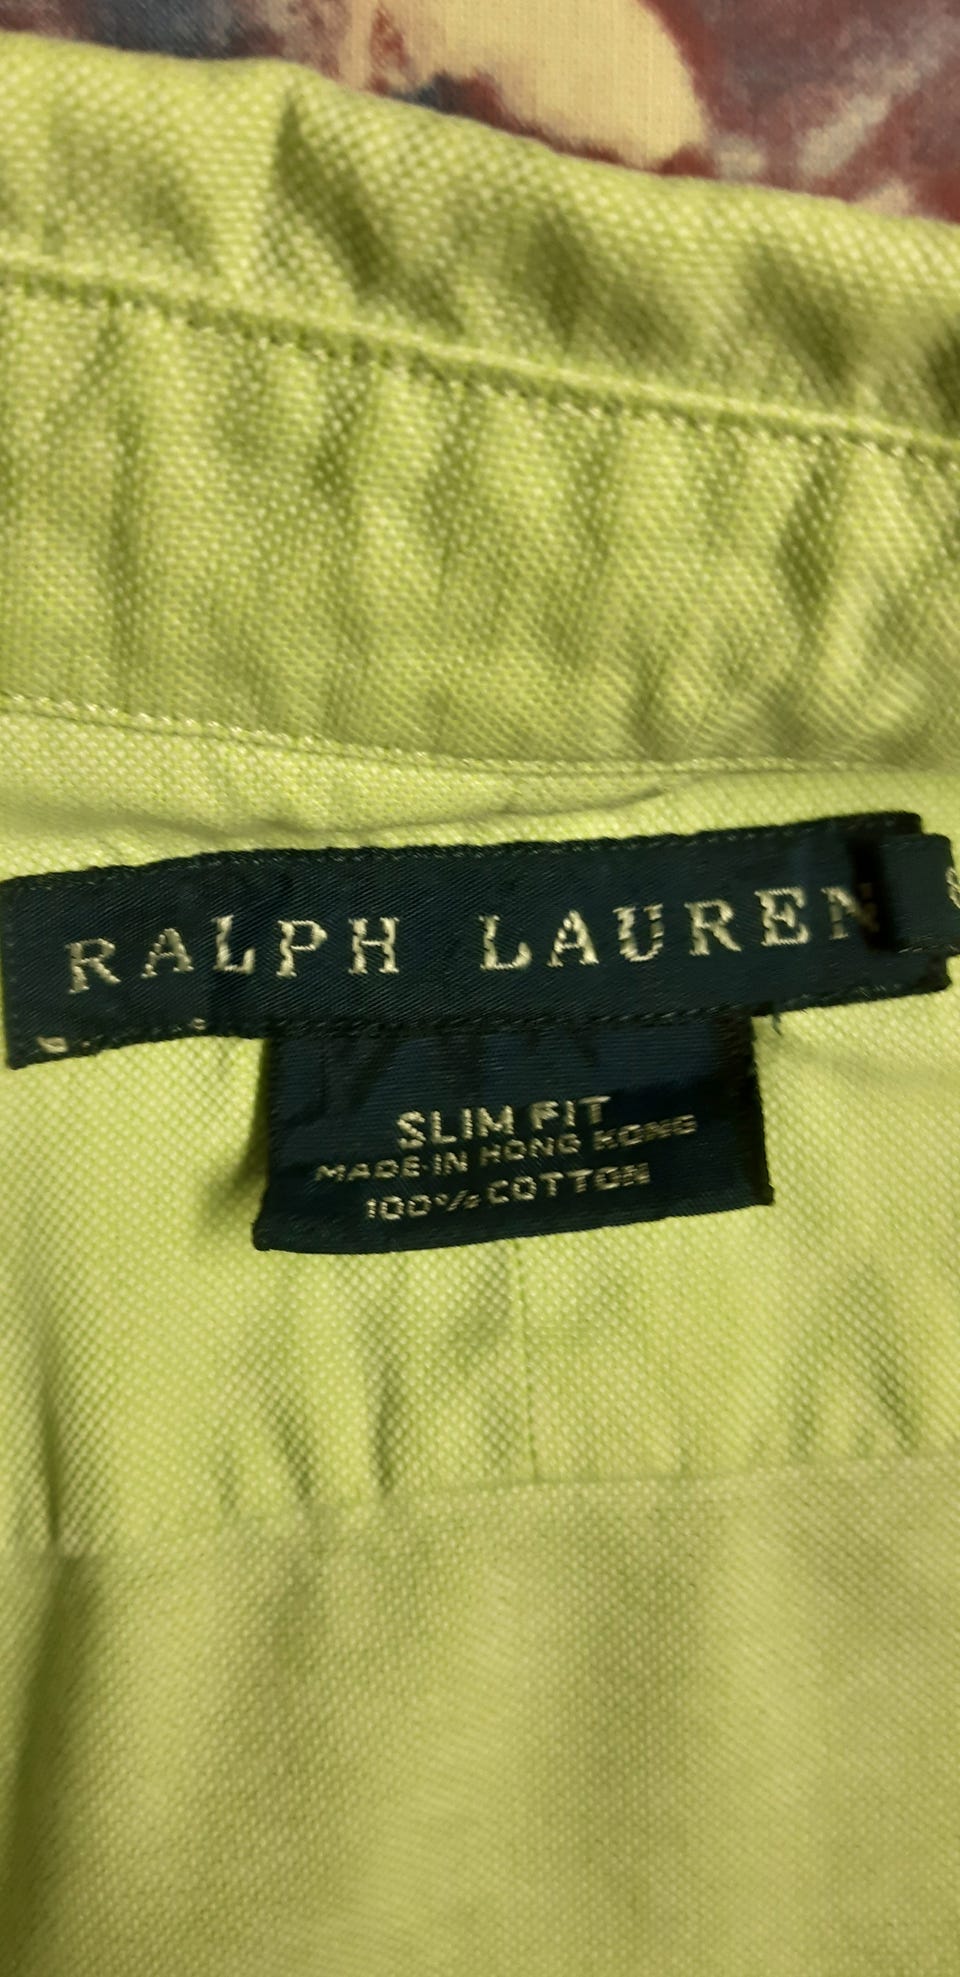 RALPH LAUREN
SLIM FIT
MADE IN HONG KONG
100% COTTON